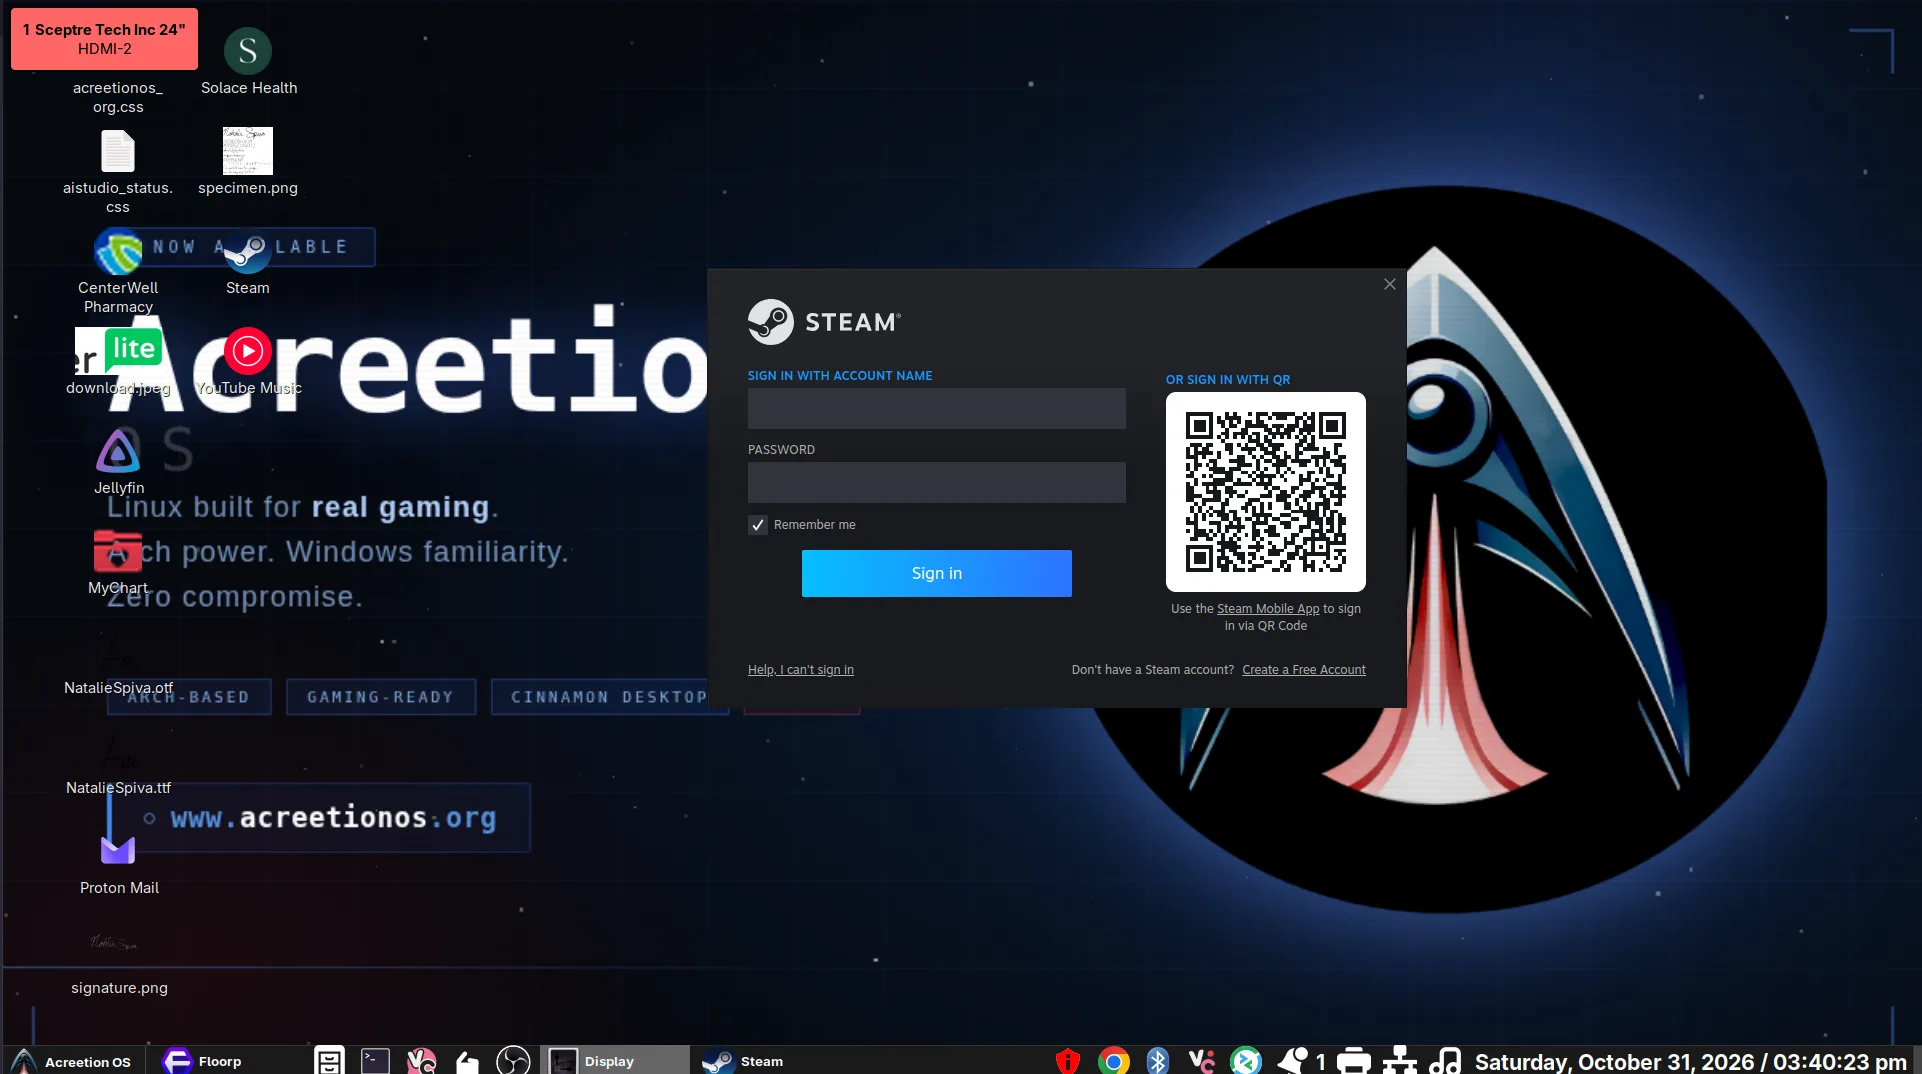 1 Sceptre Tech Inc 24"
HDMI-2
acreetionos_
org.css
Solace Health
aistudio_status.
css
specimen.png
CenterWell
Pharmacy
Steam
lite
download.jpeg
YouTube Music
Jellyfin
MyChart
NatalieSpiva.otf
NatalieSpiva.ttf
Proton Mail
signature.png
NOW A LABLE
Acreetio
OS
Linux built for real gaming.
Arch power. Windows familiarity.
Zero compromise.
ARCH-BASED
GAMING-READY
CINNAMON DESKTOP
www.acreetionos.org
STEAM®
SIGN IN WITH ACCOUNT NAME
PASSWORD
Remember me
Sign in
OR SIGN IN WITH QR
Use the Steam Mobile App to sign
in via QR Code
Help, I can't sign in
Don't have a Steam account? Create a Free Account
Acreetion OS
Floorp
Display
Steam
1
Saturday, October 31, 2026 / 03:40:23 pm